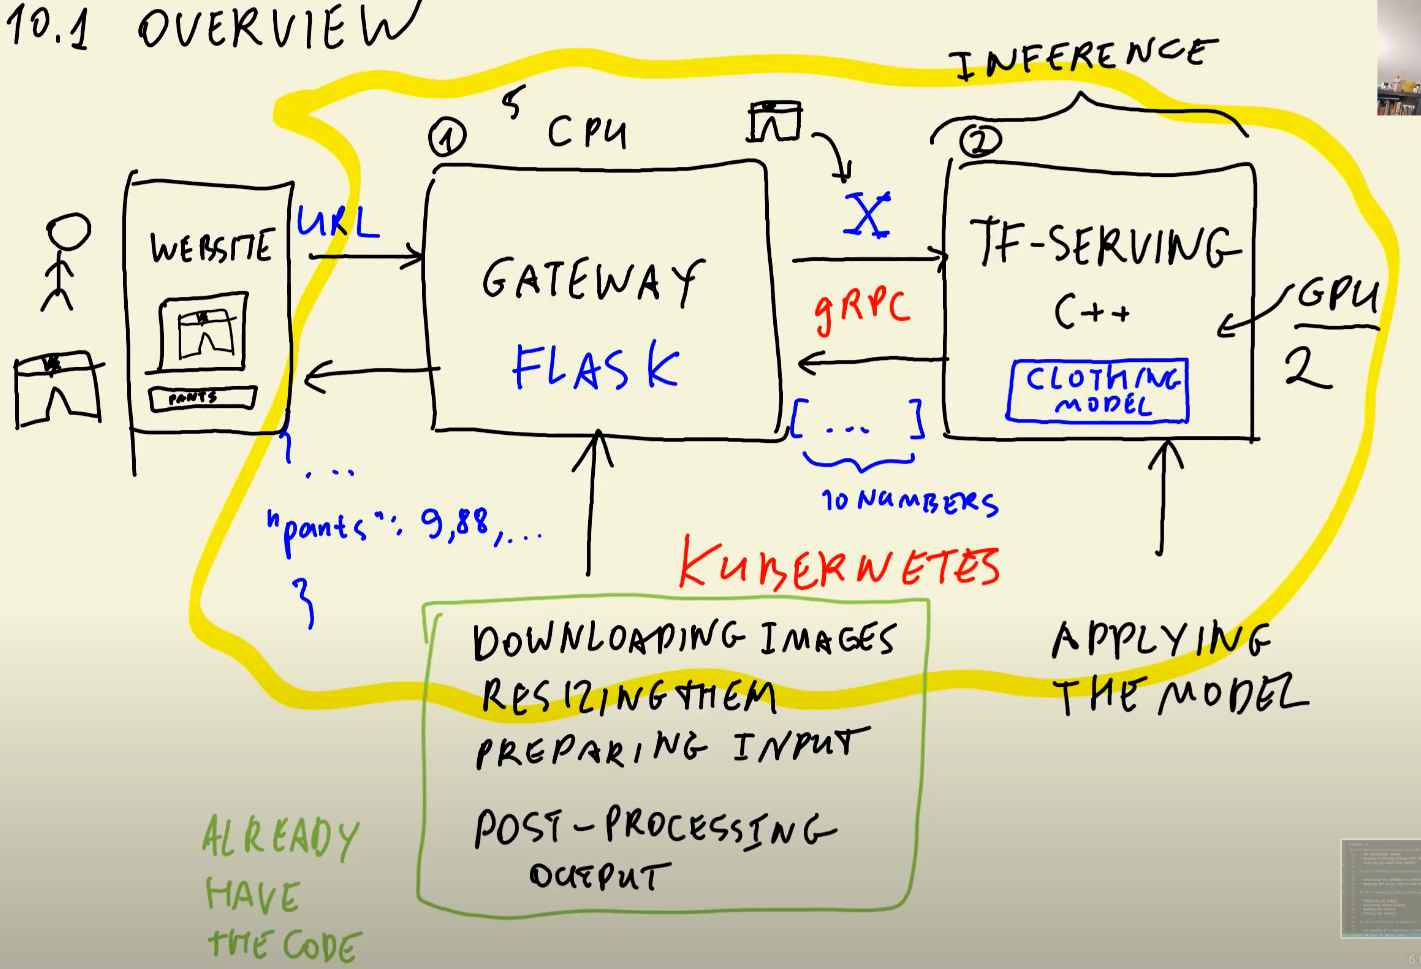 10.1 OVERVIEW
INFERENCE
5
① CPU
②
WEBSITE
URL
X
TF-SERVING
GATEWAY
gRPC
C++
GPU
2
FLASK
CLOTHING
MODEL
PANTS
[ ... ]
{ ...
10 NUMBERS
"pants": 9,88,...
}
KUBERNETES
DOWNLOADING IMAGES
RESIZING THEM
PREPARING INPUT
POST-PROCESSING
OUTPUT
APPLYING
THE MODEL
ALREADY
HAVE
THE CODE